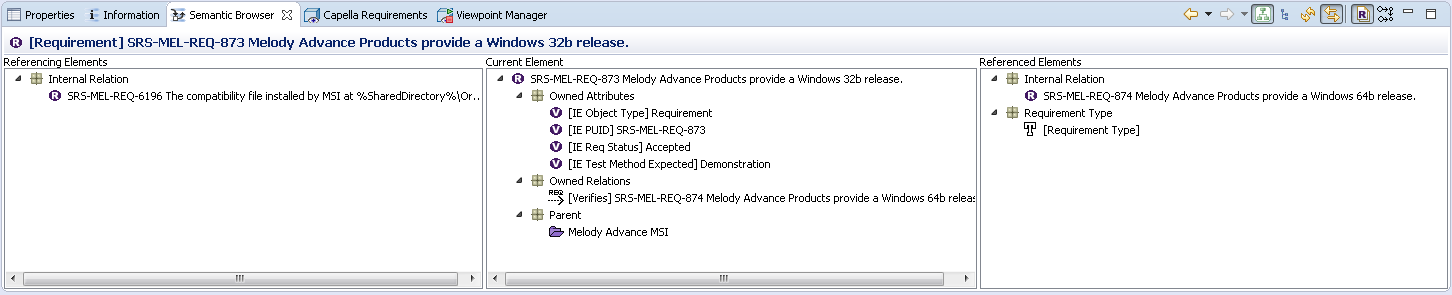 Properties Information Semantic Browser Capella Requirements Viewpoint Manager
[Requirement] SRS-MEL-REQ-873 Melody Advance Products provide a Windows 32b release.
Referencing Elements
Internal Relation
SRS-MEL-REQ-6196 The compatibility file installed by MSI at %SharedDirectory%\Or...
Current Element
SRS-MEL-REQ-873 Melody Advance Products provide a Windows 32b release.
Owned Attributes
[IE Object Type] Requirement
[IE PUID] SRS-MEL-REQ-873
[IE Req Status] Accepted
[IE Test Method Expected] Demonstration
Owned Relations
[Verifies] SRS-MEL-REQ-874 Melody Advance Products provide a Windows 64b releas
Parent
Melody Advance MSI
Referenced Elements
Internal Relation
SRS-MEL-REQ-874 Melody Advance Products provide a Windows 64b release.
Requirement Type
[Requirement Type]